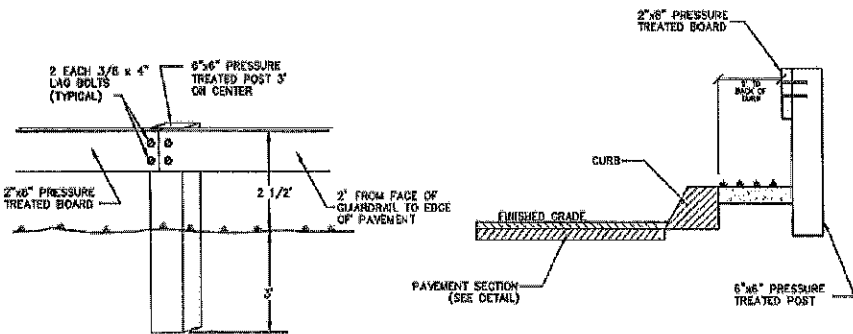 2 EACH 3/8 x 4"
LAG BOLTS
(TYPICAL)
6"x6" PRESSURE
TREATED POST 3'
ON CENTER
2"x8" PRESSURE
TREATED BOARD
2 1/2'
2' FROM FACE OF
GUARDRAIL TO EDGE
OF PAVEMENT
3'
2"x8" PRESSURE
TREATED BOARD
TO
BACK OF
CURB
CURB
FINISHED GRADE
PAVEMENT SECTION
(SEE DETAIL)
6"x6" PRESSURE
TREATED POST